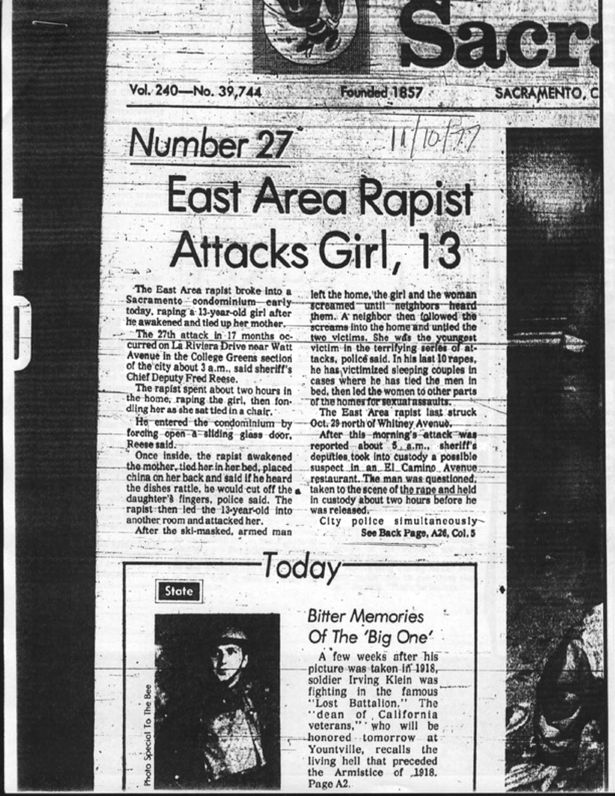 Sacra
Vol. 240—No. 39,744
Founded 1857
SACRAMENTO, C
Number 27
11/10/77
East Area Rapist
Attacks Girl, 13
The East Area rapist broke into a
Sacramento condominium early
today, raping a 13-year-old girl after
he awakened and tied up her mother.
The 27th attack in 17 months oc-
curred on La Riviera Drive near Watt
Avenue in the College Greens section
of the city about 3 a.m., said sheriff's
Chief Deputy Fred Reese.
The rapist spent about two hours in
the home, raping the girl, then fon-
dling her as she sat tied in a chair.
He entered the condominium by
forcing open a sliding glass door,
Reese said.
Once inside, the rapist awakened
the mother, tied her in her bed, placed
china on her back and said if he heard
the dishes rattle, he would cut off the
daughter's fingers, police said. The
rapist then led the 13-year-old into
another room and attacked her.
After the ski-masked, armed man
left the home, the girl and the woman
screamed until neighbors heard
them. A neighbor then followed the
screams into the home and untied the
two victims. She was the youngest
victim in the terrifying series of at-
tacks, police said. In his last 10 rapes,
he has victimized sleeping couples in
cases where he has tied the men in
bed, then led the women to other parts
of the homes for sexual assaults.
The East Area rapist last struck
Oct. 29 north of Whitney Avenue.
After this morning's attack was
reported about 5 a.m., sheriff's
deputies took into custody a possible
suspect in an El Camino Avenue
restaurant. The man was questioned,
taken to the scene of the rape and held
in custody about two hours before he
was released.
City police simultaneously
See Back Page, A26, Col. 5
Today
State
Photo Special To The Bee
Bitter Memories
Of The 'Big One'
A few weeks after his
picture was taken in 1918,
soldier Irving Klein was
fighting in the famous
"Lost Battalion." The
"dean of California
veterans," who will be
honored tomorrow at
Yountville, recalls the
living hell that preceded
the Armistice of 1918.
Page A2.